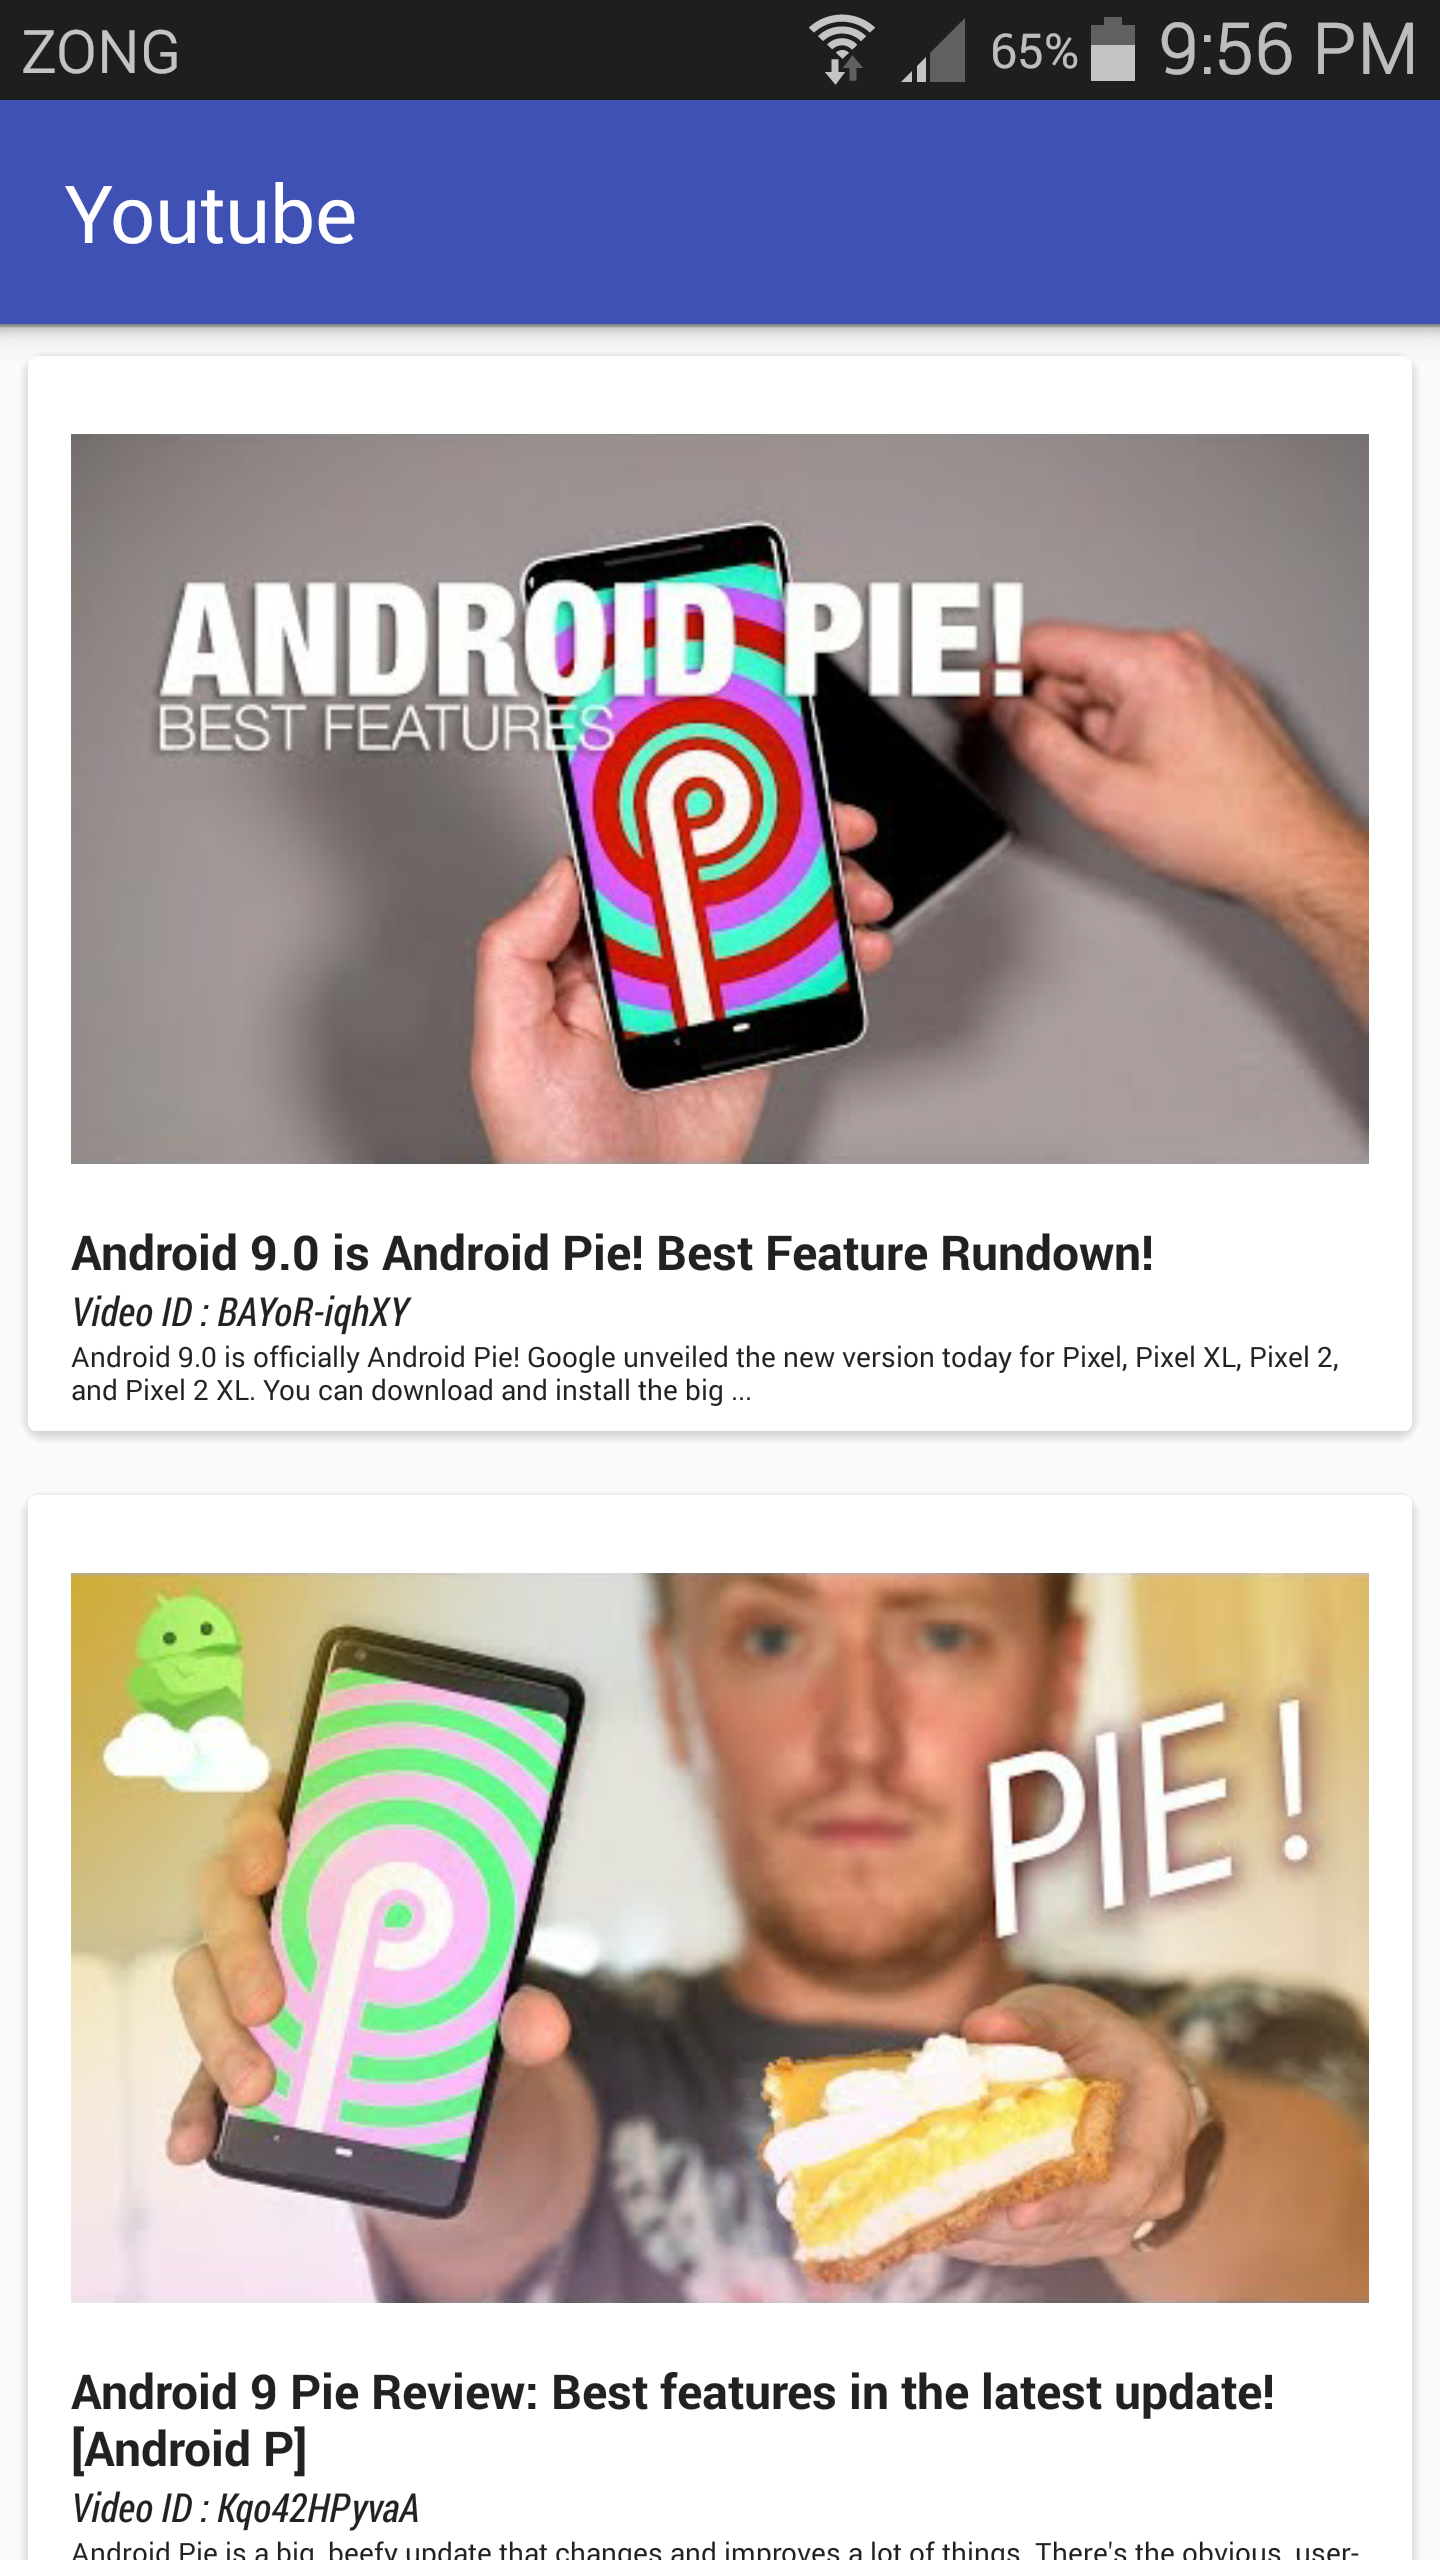 ZONG 65% 9:56 PM
Youtube
ANDROID PIE!
BEST FEATURES
Android 9.0 is Android Pie! Best Feature Rundown!
Video ID : BAYoR-iqhXY
Android 9.0 is officially Android Pie! Google unveiled the new version today for Pixel, Pixel XL, Pixel 2,
and Pixel 2 XL. You can download and install the big ...
PIE!
Android 9 Pie Review: Best features in the latest update!
[Android P]
Video ID : Kqo42HPyvaA
Android Pie is a big, beefy update that changes and improves a lot of things. There's the obvious, user-